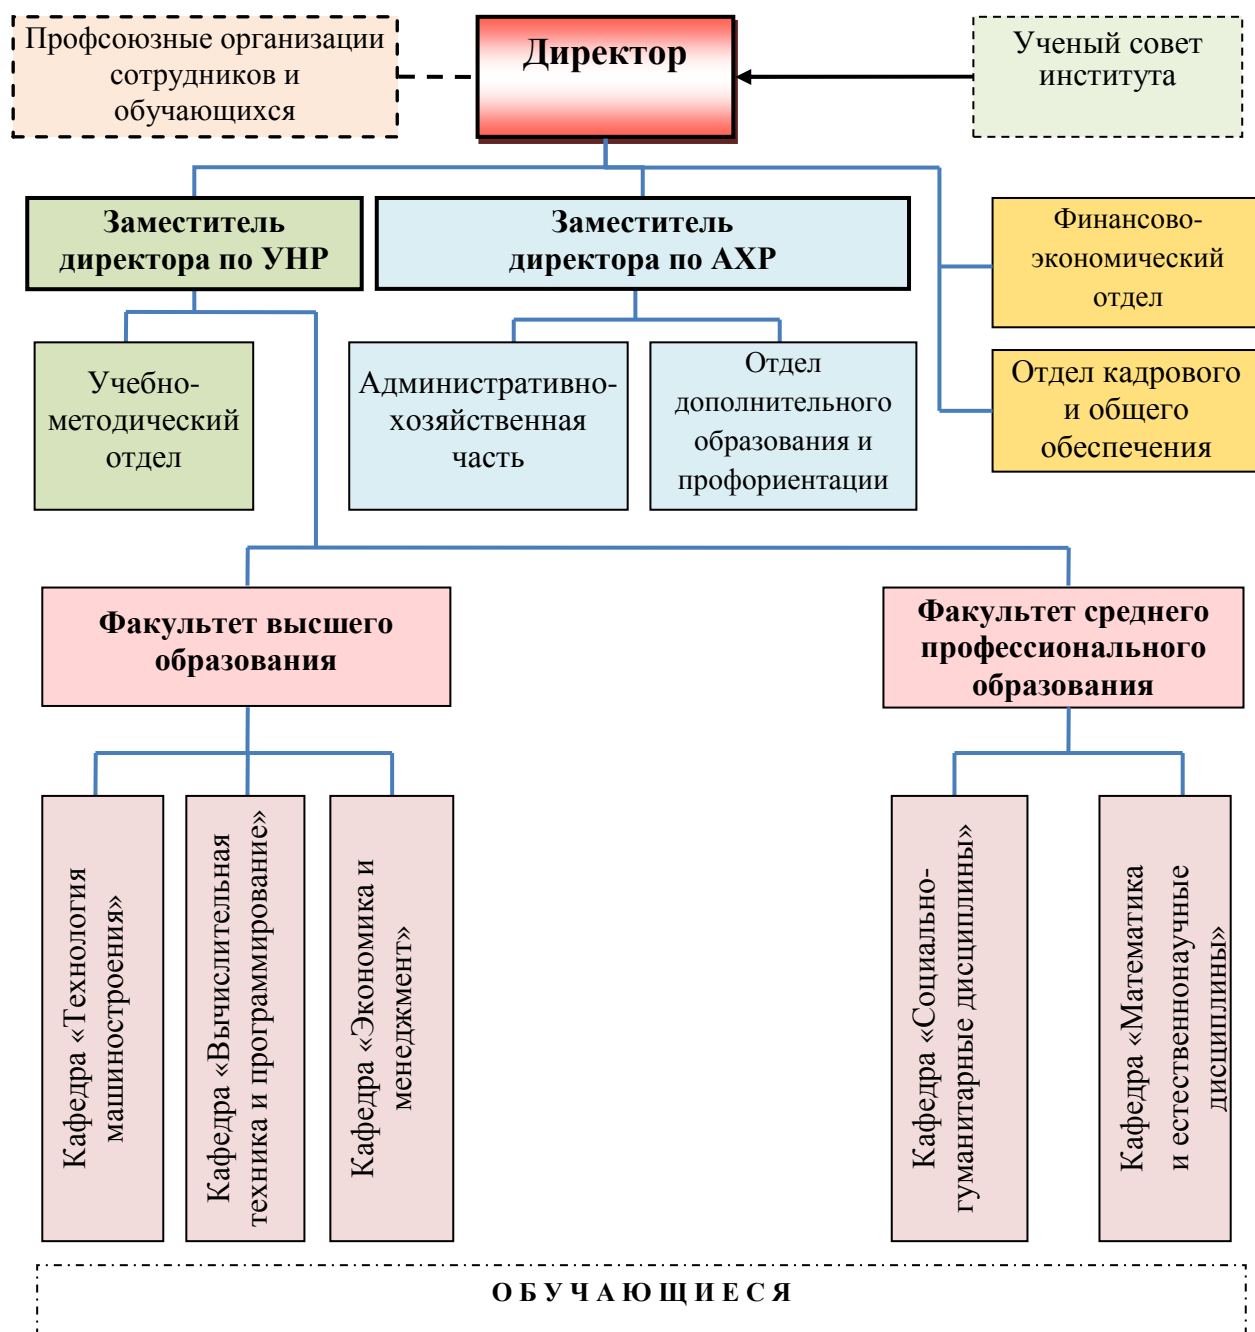 Профсоюзные организации
сотрудников и
обучающихся
Директор
Ученый совет
института
Заместитель
директора по УНР
Заместитель
директора по АХР
Финансово-
экономический
отдел
Учебно-
методический
отдел
Административно-
хозяйственная
часть
Отдел
дополнительного
образования и
профориентации
Отдел кадрового
и общего
обеспечения
Факультет высшего
образования
Факультет среднего
профессионального
образования
Кафедра «Технология
машиностроения»
Кафедра «Вычислительная
техника и программирование»
Кафедра «Экономика и
менеджмент»
Кафедра «Социально-
гуманитарные дисциплины»
Кафедра «Математика
и естественнонаучные
дисциплины»
О Б У Ч А Ю Щ И Е С Я